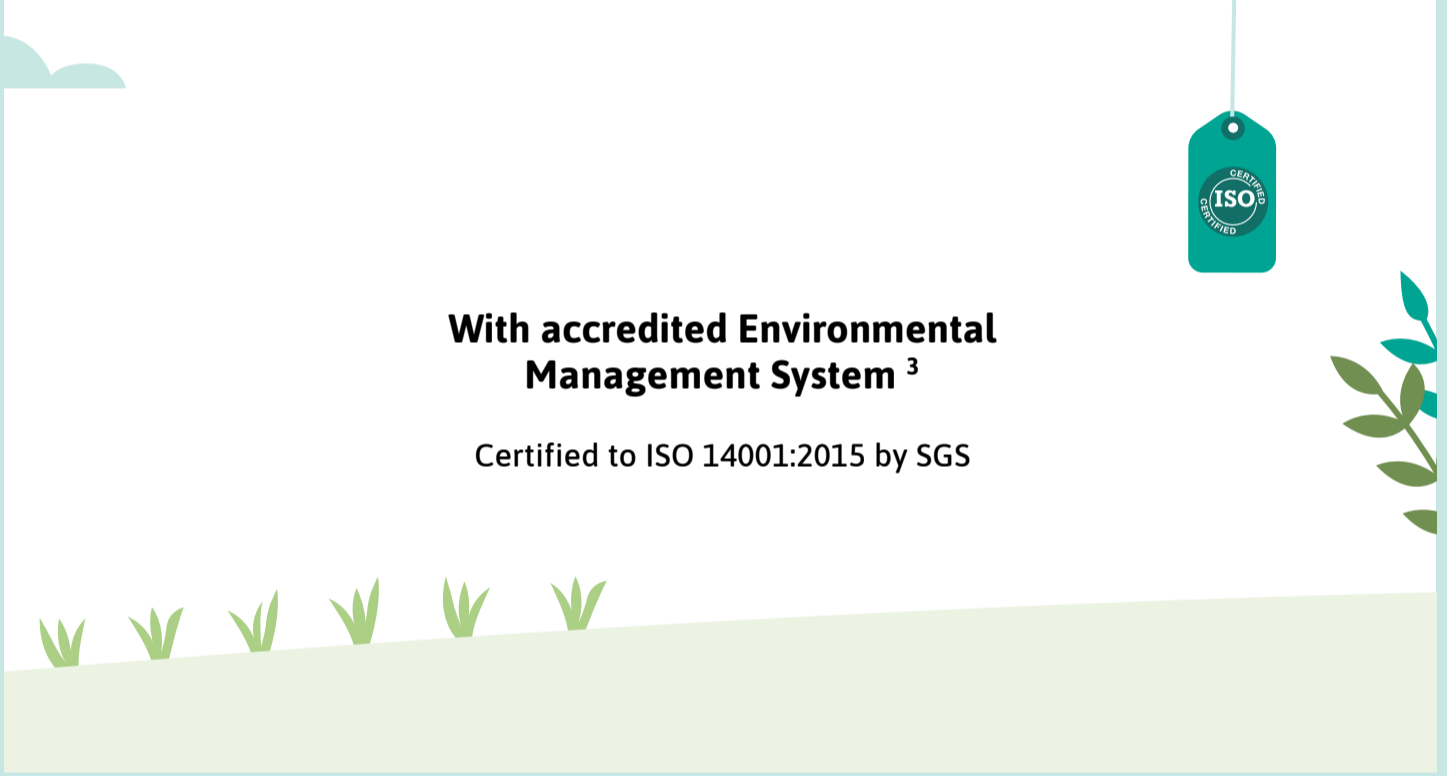 CERTIFIED
ISO
CERTIFIED
With accredited Environmental
Management System ³
Certified to ISO 14001:2015 by SGS